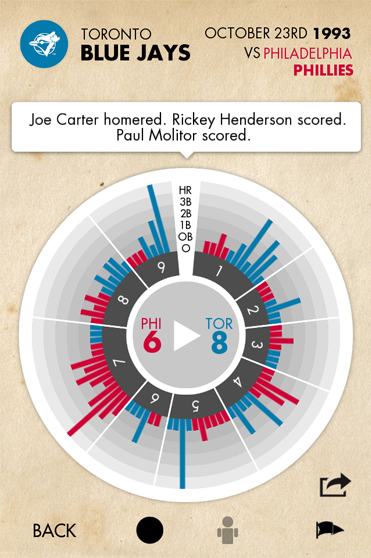 TORONTO
BLUE JAYS
OCTOBER 23RD 1993
VS PHILADELPHIA
PHILLIES
Joe Carter homered. Rickey Henderson scored.
Paul Molitor scored.
HR
3B
2B
1B
OB
O
1
2
3
4
5
6
7
8
9
PHI
6
TOR
8
BACK